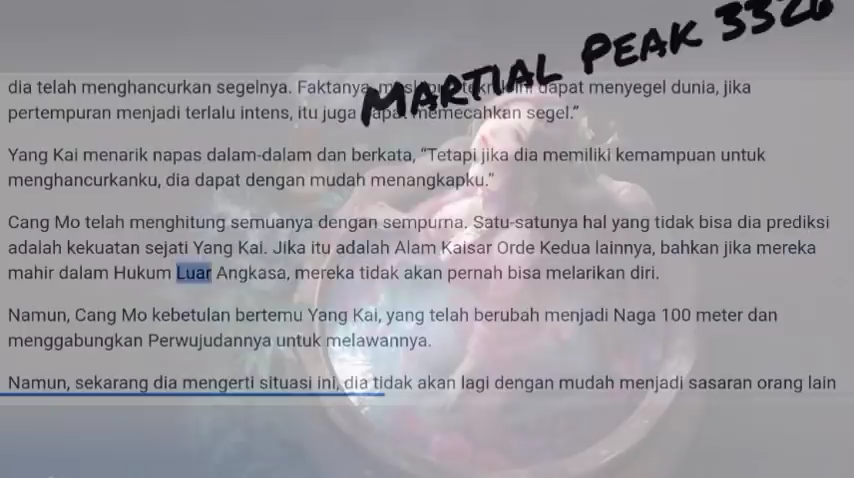 MARTIAL PEAK 3326
dia telah menghancurkan segelnya. Faktanya, dapat menyegel dunia, jika
pertempuran menjadi terlalu intens, itu juga dapat memecahkan segel.”
Yang Kai menarik napas dalam-dalam dan berkata, “Tetapi jika dia memiliki kemampuan untuk
menghancurkanku, dia dapat dengan mudah menangkapku.”
Cang Mo telah menghitung semuanya dengan sempurna. Satu-satunya hal yang tidak bisa dia prediksi
adalah kekuatan sejati Yang Kai. Jika itu adalah Alam Kaisar Orde Kedua lainnya, bahkan jika mereka
mahir dalam Hukum Luar Angkasa, mereka tidak akan pernah bisa melarikan diri.
Namun, Cang Mo kebetulan bertemu Yang Kai, yang telah berubah menjadi Naga 100 meter dan
menggabungkan Perwujudannya untuk melawannya.
Namun, sekarang dia mengerti situasi ini, dia tidak akan lagi dengan mudah menjadi sasaran orang lain